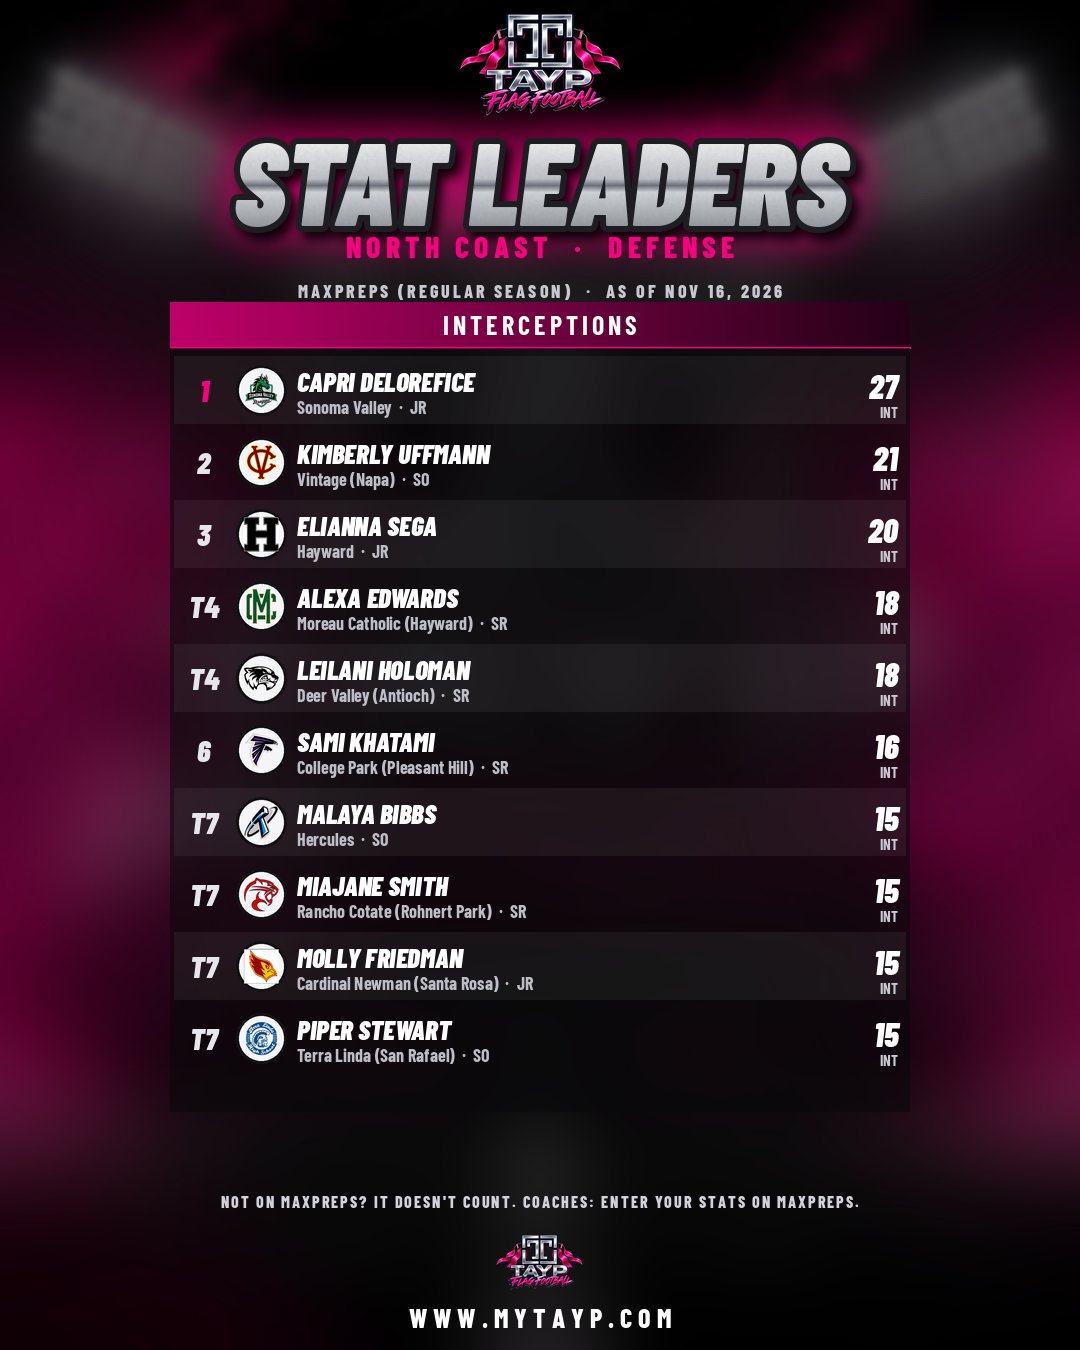 TAYP
FLAG FOOTBALL
STAT LEADERS
NORTH COAST · DEFENSE
MAXPREPS (REGULAR SEASON) · AS OF NOV 16, 2026
INTERCEPTIONS
1 CAPRI DELOREFICE 27
Sonoma Valley · JR INT
2 KIMBERLY UFFMANN 21
Vintage (Napa) · SO INT
3 H ELIANNA SEGA 20
Hayward · JR INT
T4 ALEXA EDWARDS 18
Moreau Catholic (Hayward) · SR INT
T4 LEILANI HOLOMAN 18
Deer Valley (Antioch) · SR INT
6 SAMI KHATAMI 16
College Park (Pleasant Hill) · SR INT
T7 MALAYA BIBBS 15
Hercules · SO INT
T7 MIAJANE SMITH 15
Rancho Cotate (Rohnert Park) · SR INT
T7 MOLLY FRIEDMAN 15
Cardinal Newman (Santa Rosa) · JR INT
T7 PIPER STEWART 15
Terra Linda (San Rafael) · SO INT
NOT ON MAXPREPS? IT DOESN'T COUNT. COACHES: ENTER YOUR STATS ON MAXPREPS.
TAYP
FLAG FOOTBALL
WWW.MYTAYP.COM